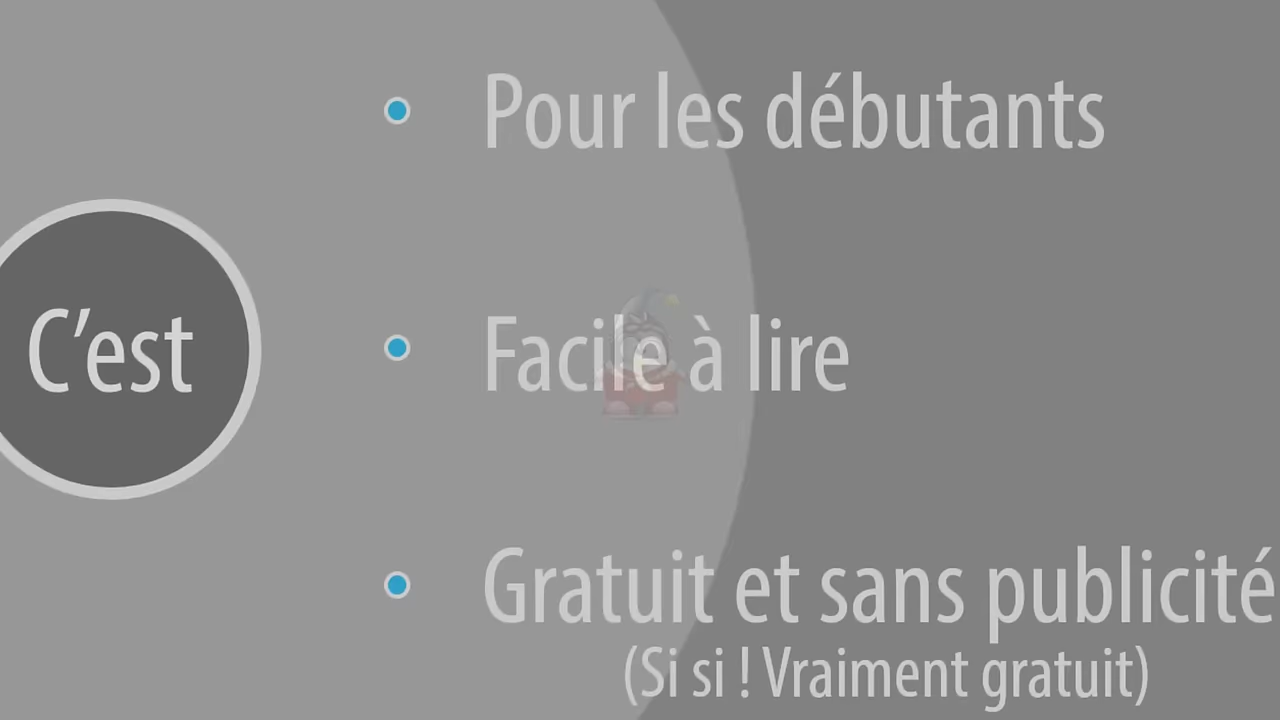 Pour les débutants
C’est
Facile à lire
Gratuit et sans publicité
(Si si ! Vraiment gratuit)